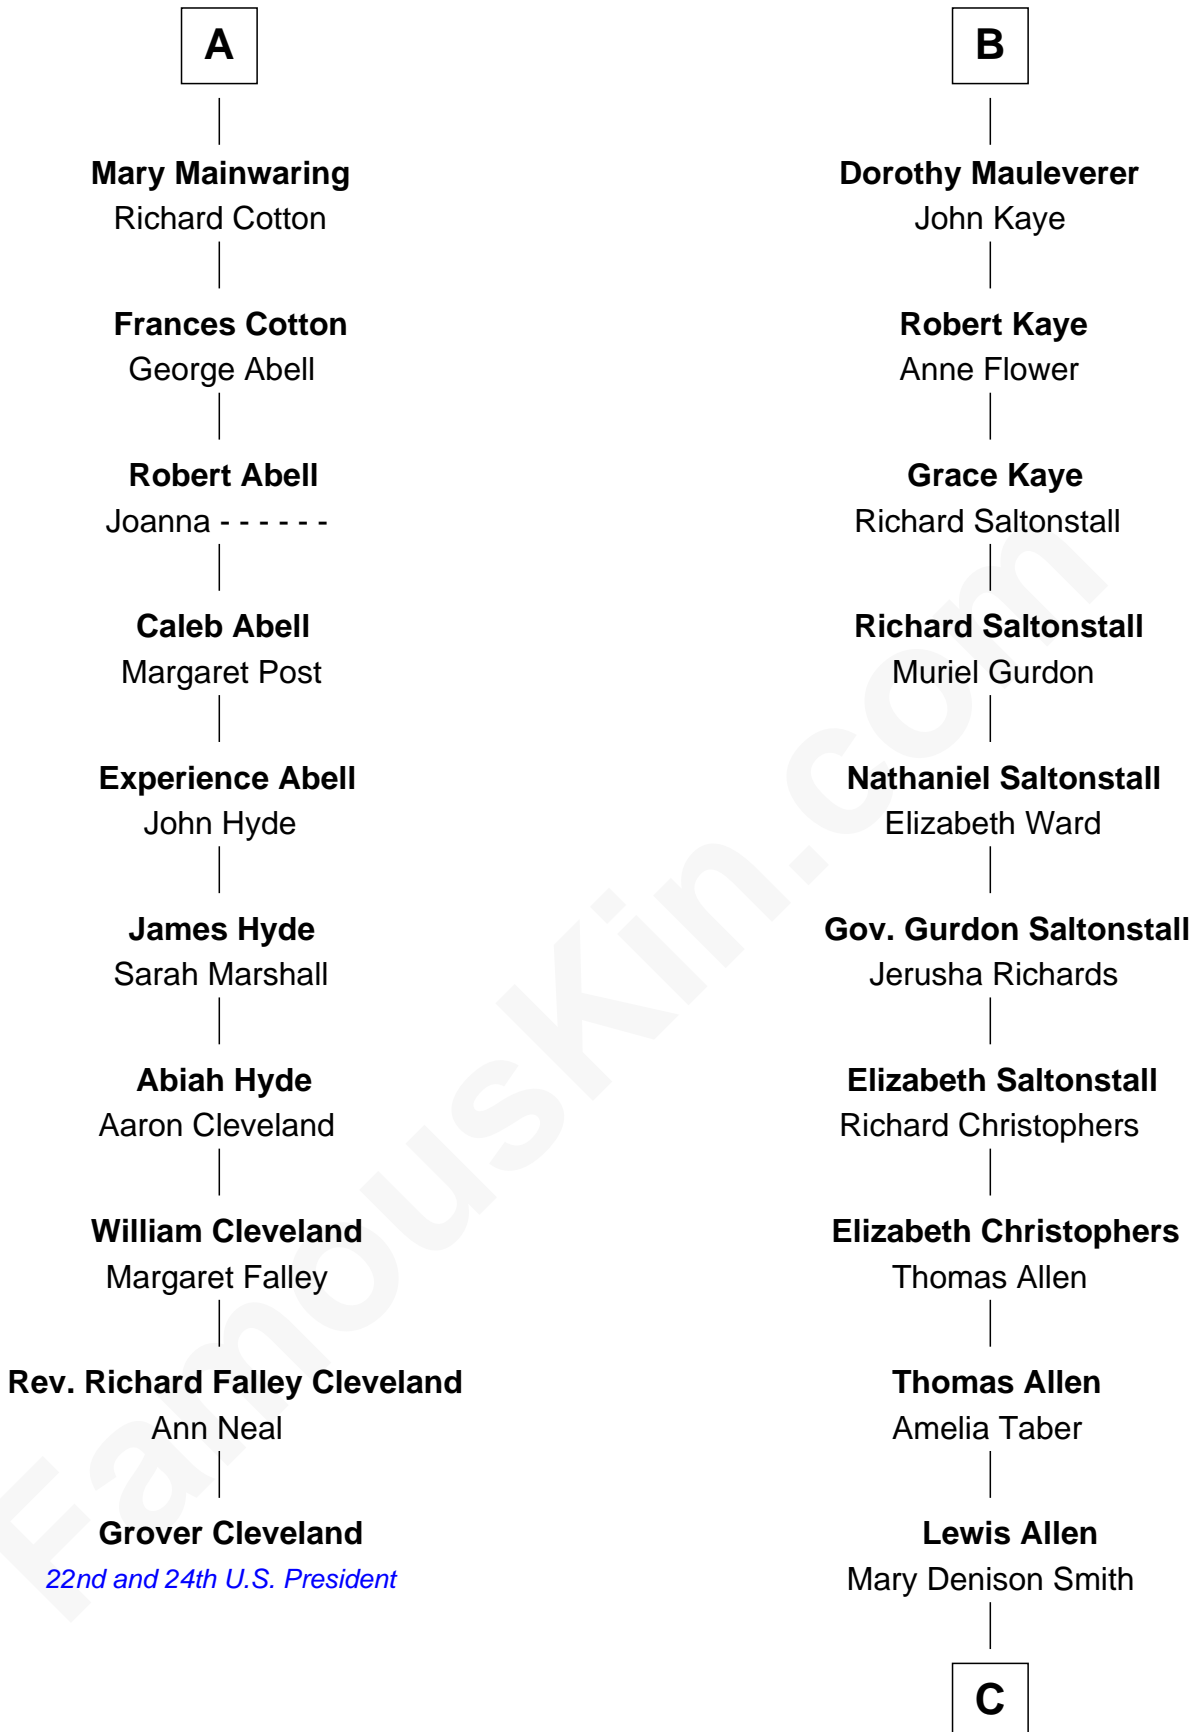 A
Mary Mainwaring
Richard Cotton
Frances Cotton
George Abell
Robert Abell
Joanna - - - - - -
Caleb Abell
Margaret Post
Experience Abell
John Hyde
James Hyde
Sarah Marshall
Abiah Hyde
Aaron Cleveland
William Cleveland
Margaret Falley
Rev. Richard Falley Cleveland
Ann Neal
Grover Cleveland
22nd and 24th U.S. President
B
Dorothy Mauleverer
John Kaye
Robert Kaye
Anne Flower
Grace Kaye
Richard Saltonstall
Richard Saltonstall
Muriel Gurdon
Nathaniel Saltonstall
Elizabeth Ward
Gov. Gurdon Saltonstall
Jerusha Richards
Elizabeth Saltonstall
Richard Christophers
Elizabeth Christophers
Thomas Allen
Thomas Allen
Amelia Taber
Lewis Allen
Mary Denison Smith
C
FamousKin.com